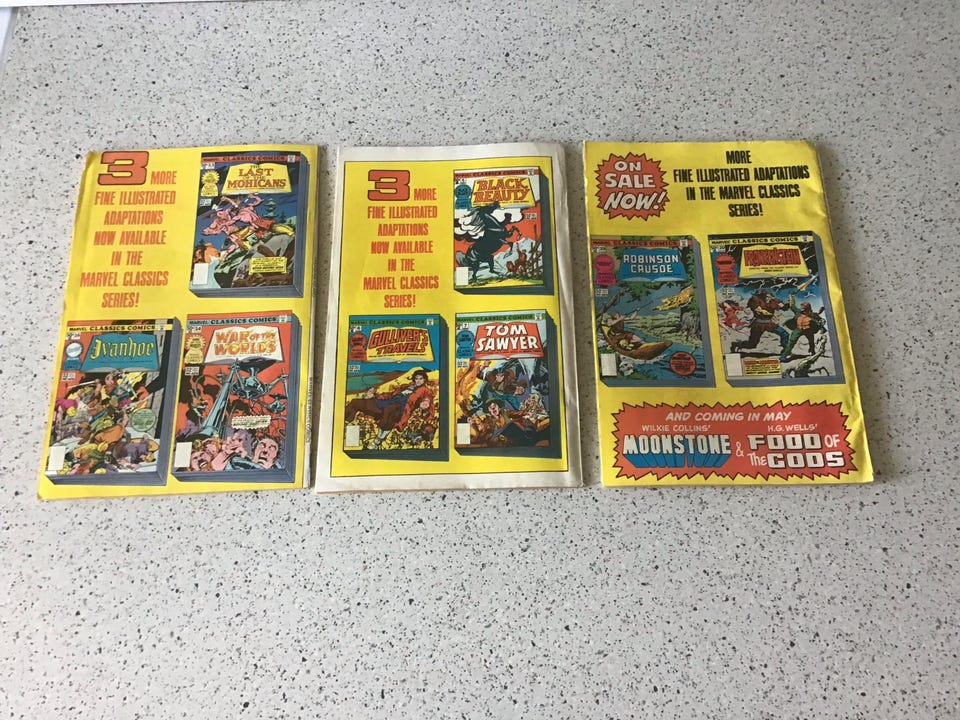 3 MORE
FINE ILLUSTRATED
ADAPTATIONS
NOW AVAILABLE
IN THE
MARVEL CLASSICS
SERIES!
MARVEL CLASSICS COMICS
THE
LAST
OF THE
MOHICANS
MARVEL CLASSICS COMICS
Ivanhoe
MARVEL CLASSICS COMICS
WAR OF THE
WORLDS
3 MORE
FINE ILLUSTRATED
ADAPTATIONS
NOW AVAILABLE
IN THE
MARVEL CLASSICS
SERIES!
BLACK
BEAUTY
MARVEL CLASSICS COMICS
GULLIVER'S
TRAVELS
MARVEL CLASSICS COMICS
TOM
SAWYER
ON
SALE
NOW!
MORE
FINE ILLUSTRATED ADAPTATIONS
IN THE MARVEL CLASSICS
SERIES!
MARVEL CLASSICS COMICS
ROBINSON
CRUSOE
MARVEL CLASSICS COMICS
FRANKENSTEIN
AND COMING IN MAY
WILKIE COLLINS'
MOONSTONE &
H.G. WELLS'
The FOOD OF
GODS